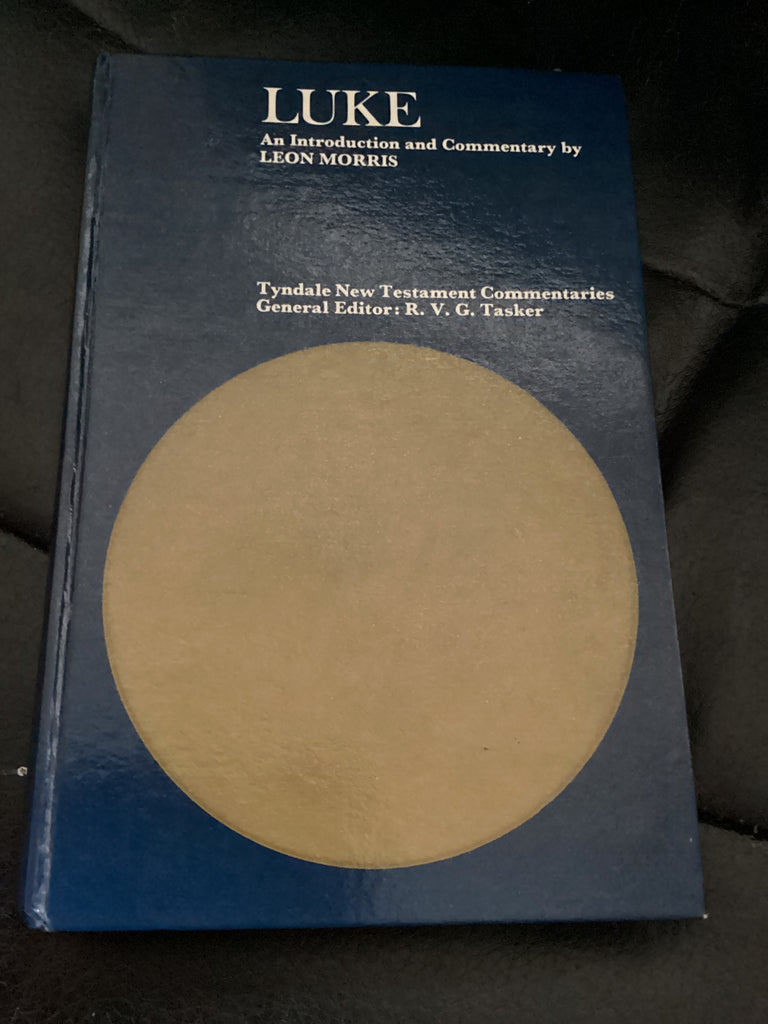 LUKE
An Introduction and Commentary by
LEON MORRIS
Tyndale New Testament Commentaries
General Editor: R. V. G. Tasker